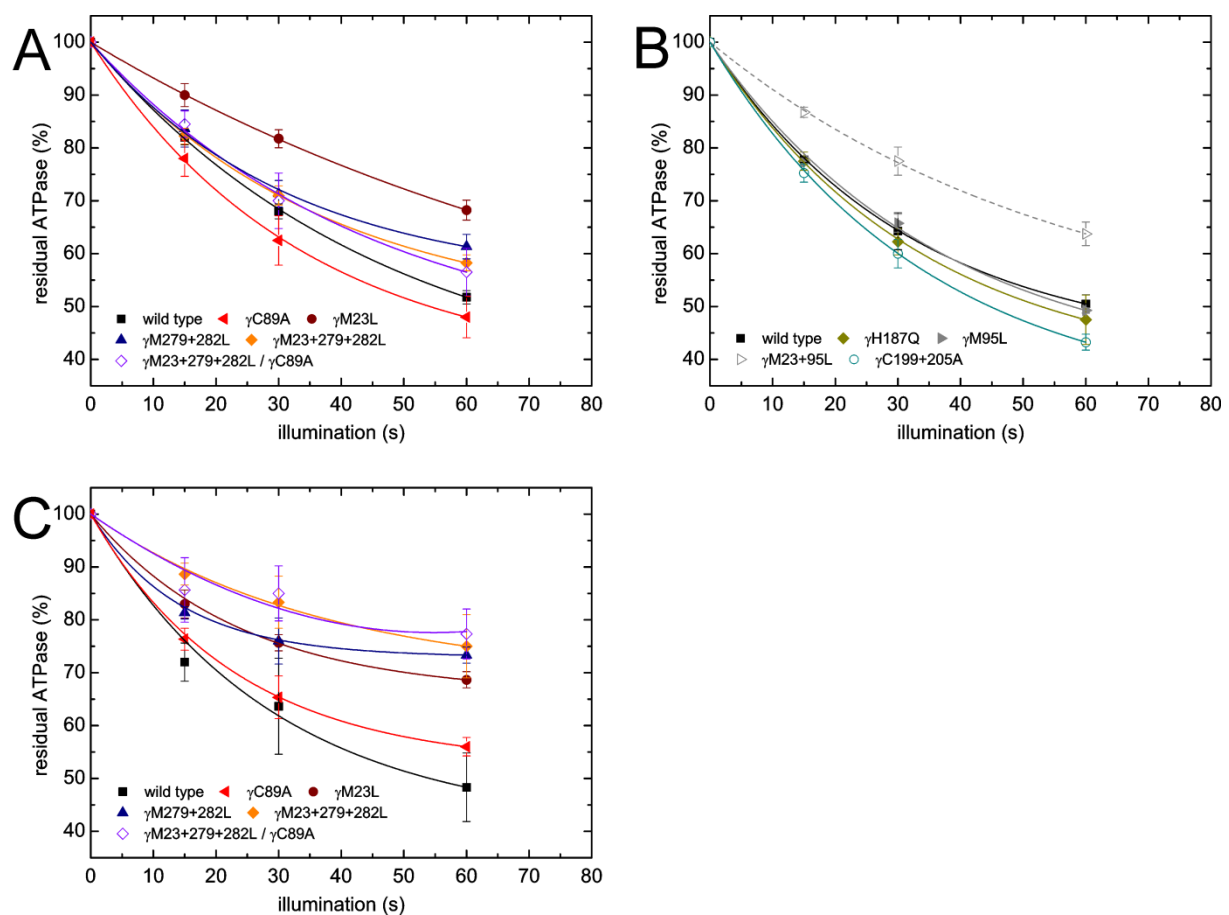 A
100
90
80
70
60
50
40
residual ATPase (%)
wild type γC89A γM23L
γM279+282L γM23+279+282L
γM23+279+282L / γC89A
0 10 20 30 40 50 60 70 80
illumination (s)
B
100
90
80
70
60
50
40
residual ATPase (%)
wild type γH187Q γM95L
γM23+95L γC199+205A
0 10 20 30 40 50 60 70 80
illumination (s)
C
100
90
80
70
60
50
40
residual ATPase (%)
wild type γC89A γM23L
γM279+282L γM23+279+282L
γM23+279+282L / γC89A
0 10 20 30 40 50 60 70 80
illumination (s)